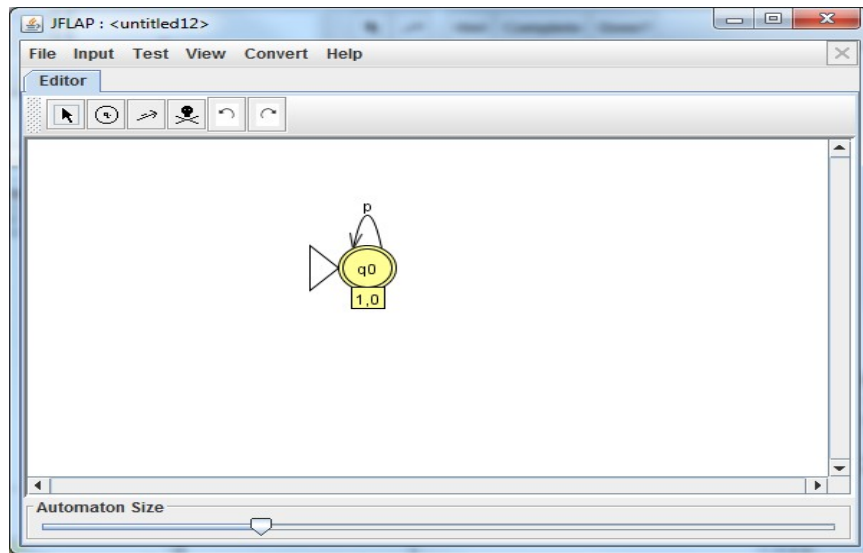 JFLAP : <untitled12>
File Input Test View Convert Help
Editor
p
q0
1,0
Automaton Size